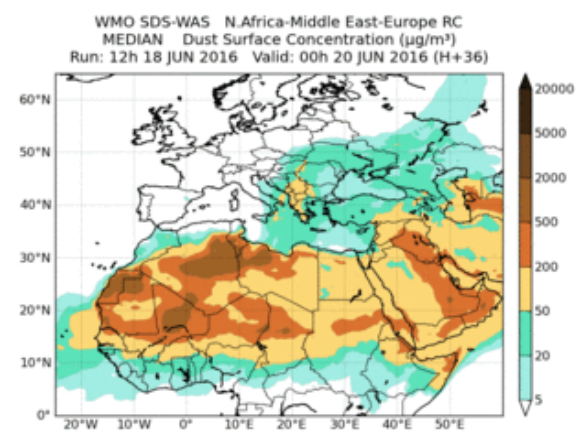 WMO SDS-WAS N.Africa-Middle East-Europe RC
MEDIAN Dust Surface Concentration (µg/m³)
Run: 12h 18 JUN 2016 Valid: 00h 20 JUN 2016 (H+36)
60°N
50°N
40°N
30°N
20°N
10°N
0°
20°W
10°W
0°
10°E
20°E
30°E
40°E
50°E
20000
5000
2000
500
200
50
20
5